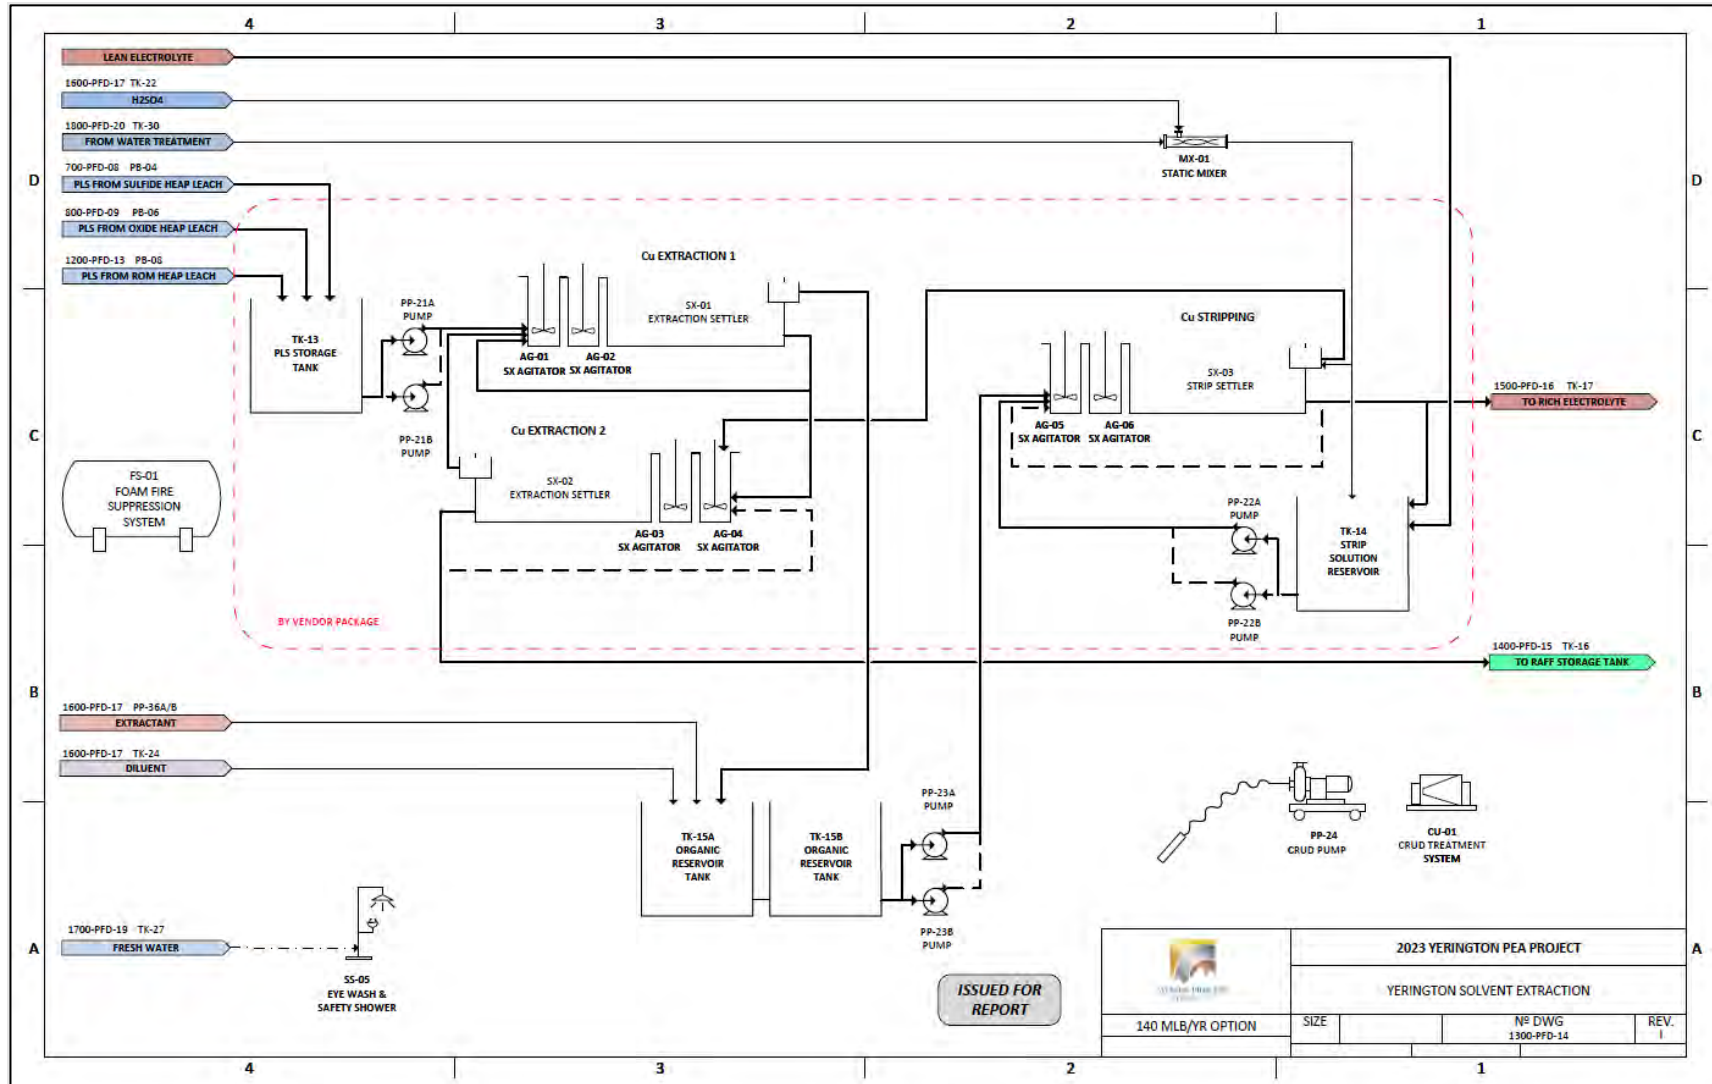 4
3
2
1
LEAN ELECTROLYTE
1600-PFD-17 TK-22
H2SO4
1800-PFD-20 TK-30
FROM WATER TREATMENT
700-PFD-08 PB-04
PLS FROM SULFIDE HEAP LEACH
800-PFD-09 PB-06
PLS FROM OXIDE HEAP LEACH
1200-PFD-13 PB-08
PLS FROM ROM HEAP LEACH
D
D
MX-01
STATIC MIXER
Cu EXTRACTION 1
SX-01
EXTRACTION SETTLER
PP-21A
PUMP
TK-13
PLS STORAGE
TANK
AG-01
SX AGITATOR
AG-02
SX AGITATOR
PP-21B
PUMP
Cu STRIPPING
SX-03
STRIP SETTLER
AG-05
SX AGITATOR
AG-06
SX AGITATOR
1500-PFD-16 TK-17
TO RICH ELECTROLYTE
C
C
Cu EXTRACTION 2
SX-02
EXTRACTION SETTLER
AG-03
SX AGITATOR
AG-04
SX AGITATOR
FS-01
FOAM FIRE
SUPPRESSION
SYSTEM
PP-22A
PUMP
TK-14
STRIP
SOLUTION
RESERVOIR
PP-22B
PUMP
BY VENDOR PACKAGE
1400-PFD-15 TK-16
TO RAFF STORAGE TANK
B
B
1600-PFD-17 PP-36A/B
EXTRACTANT
1600-PFD-17 TK-24
DILUENT
TK-15A
ORGANIC
RESERVOIR
TANK
TK-15B
ORGANIC
RESERVOIR
TANK
PP-23A
PUMP
PP-23B
PUMP
PP-24
CRUD PUMP
CU-01
CRUD TREATMENT
SYSTEM
A
A
1700-PFD-19 TK-27
FRESH WATER
SS-05
EYE WASH &
SAFETY SHOWER
ISSUED FOR
REPORT
2023 YERINGTON PEA PROJECT
YERINGTON SOLVENT EXTRACTION
140 MLB/YR OPTION
SIZE
Nº DWG
1300-PFD-14
REV.
I
4
3
2
1